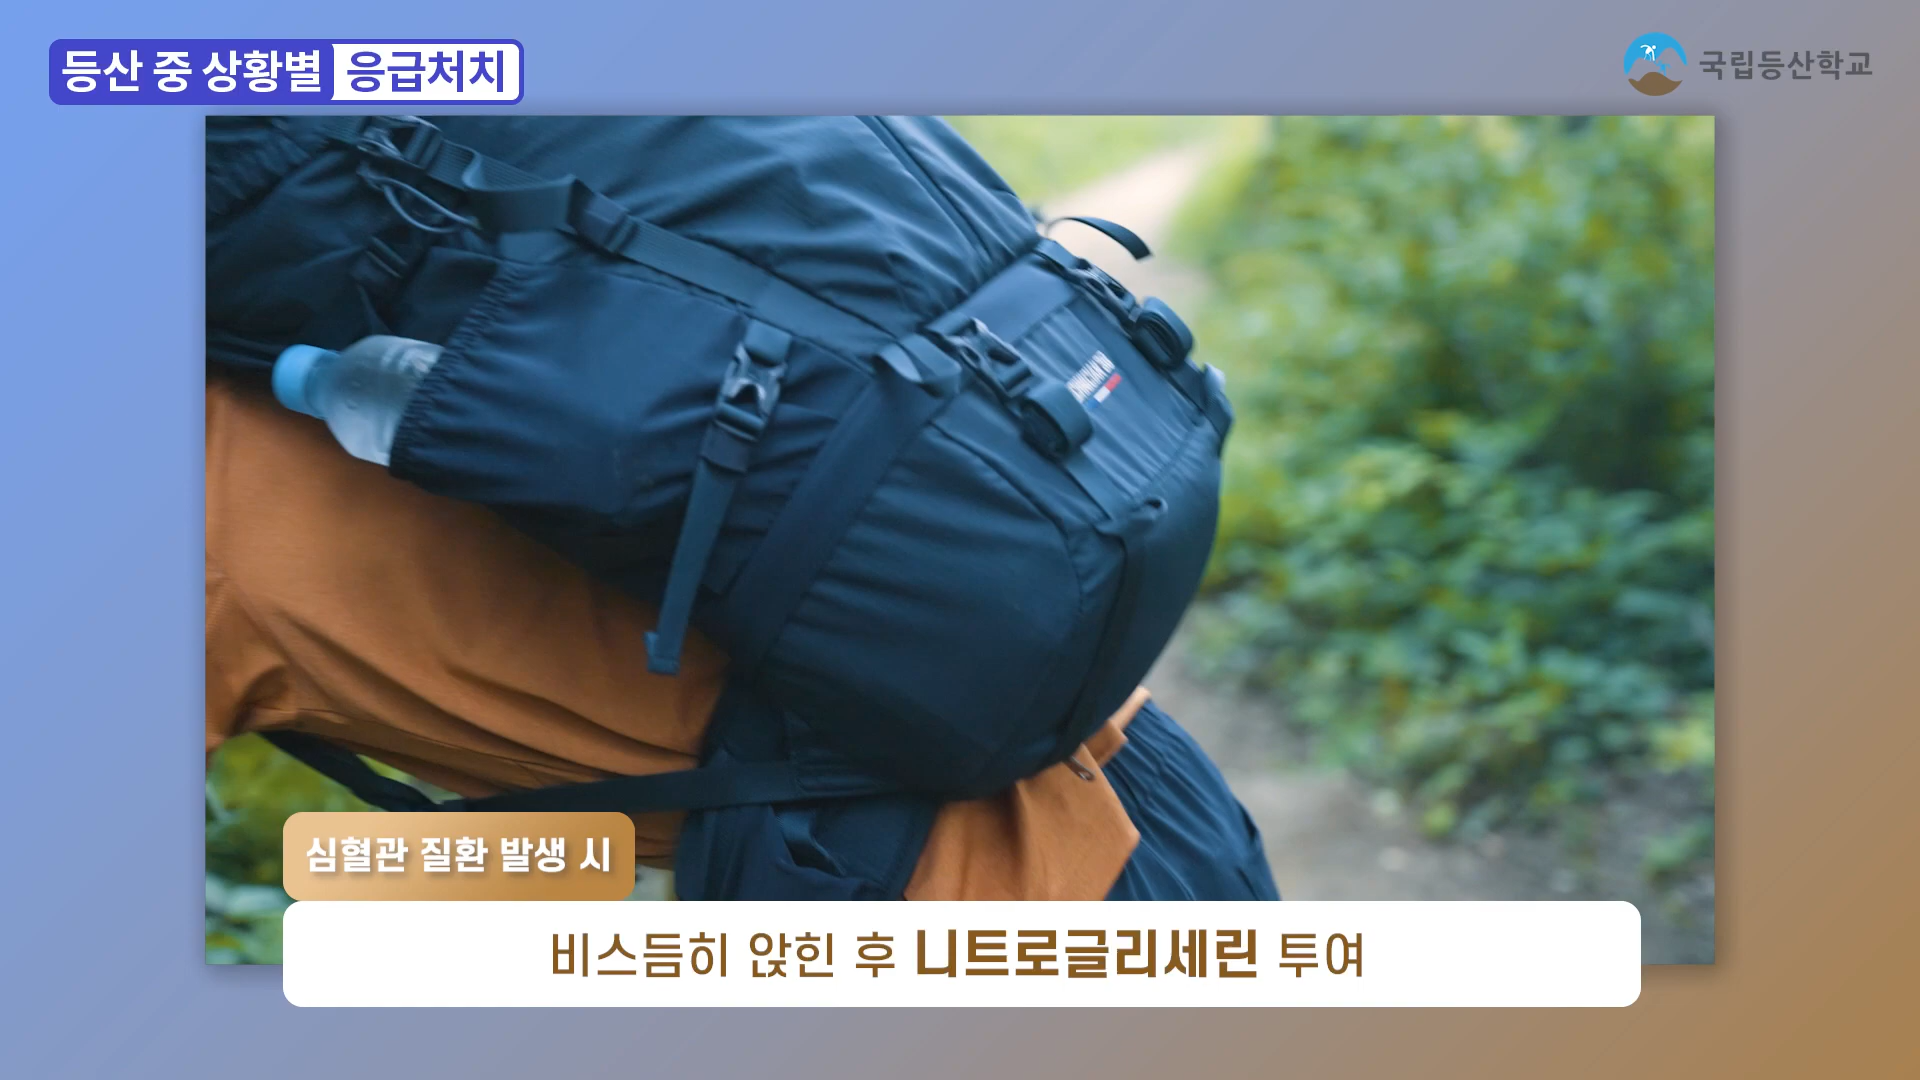 등산 중 상황별 응급처치
국립등산학교
심혈관 질환 발생 시
비스듬히 앉힌 후 니트로글리세린 투여